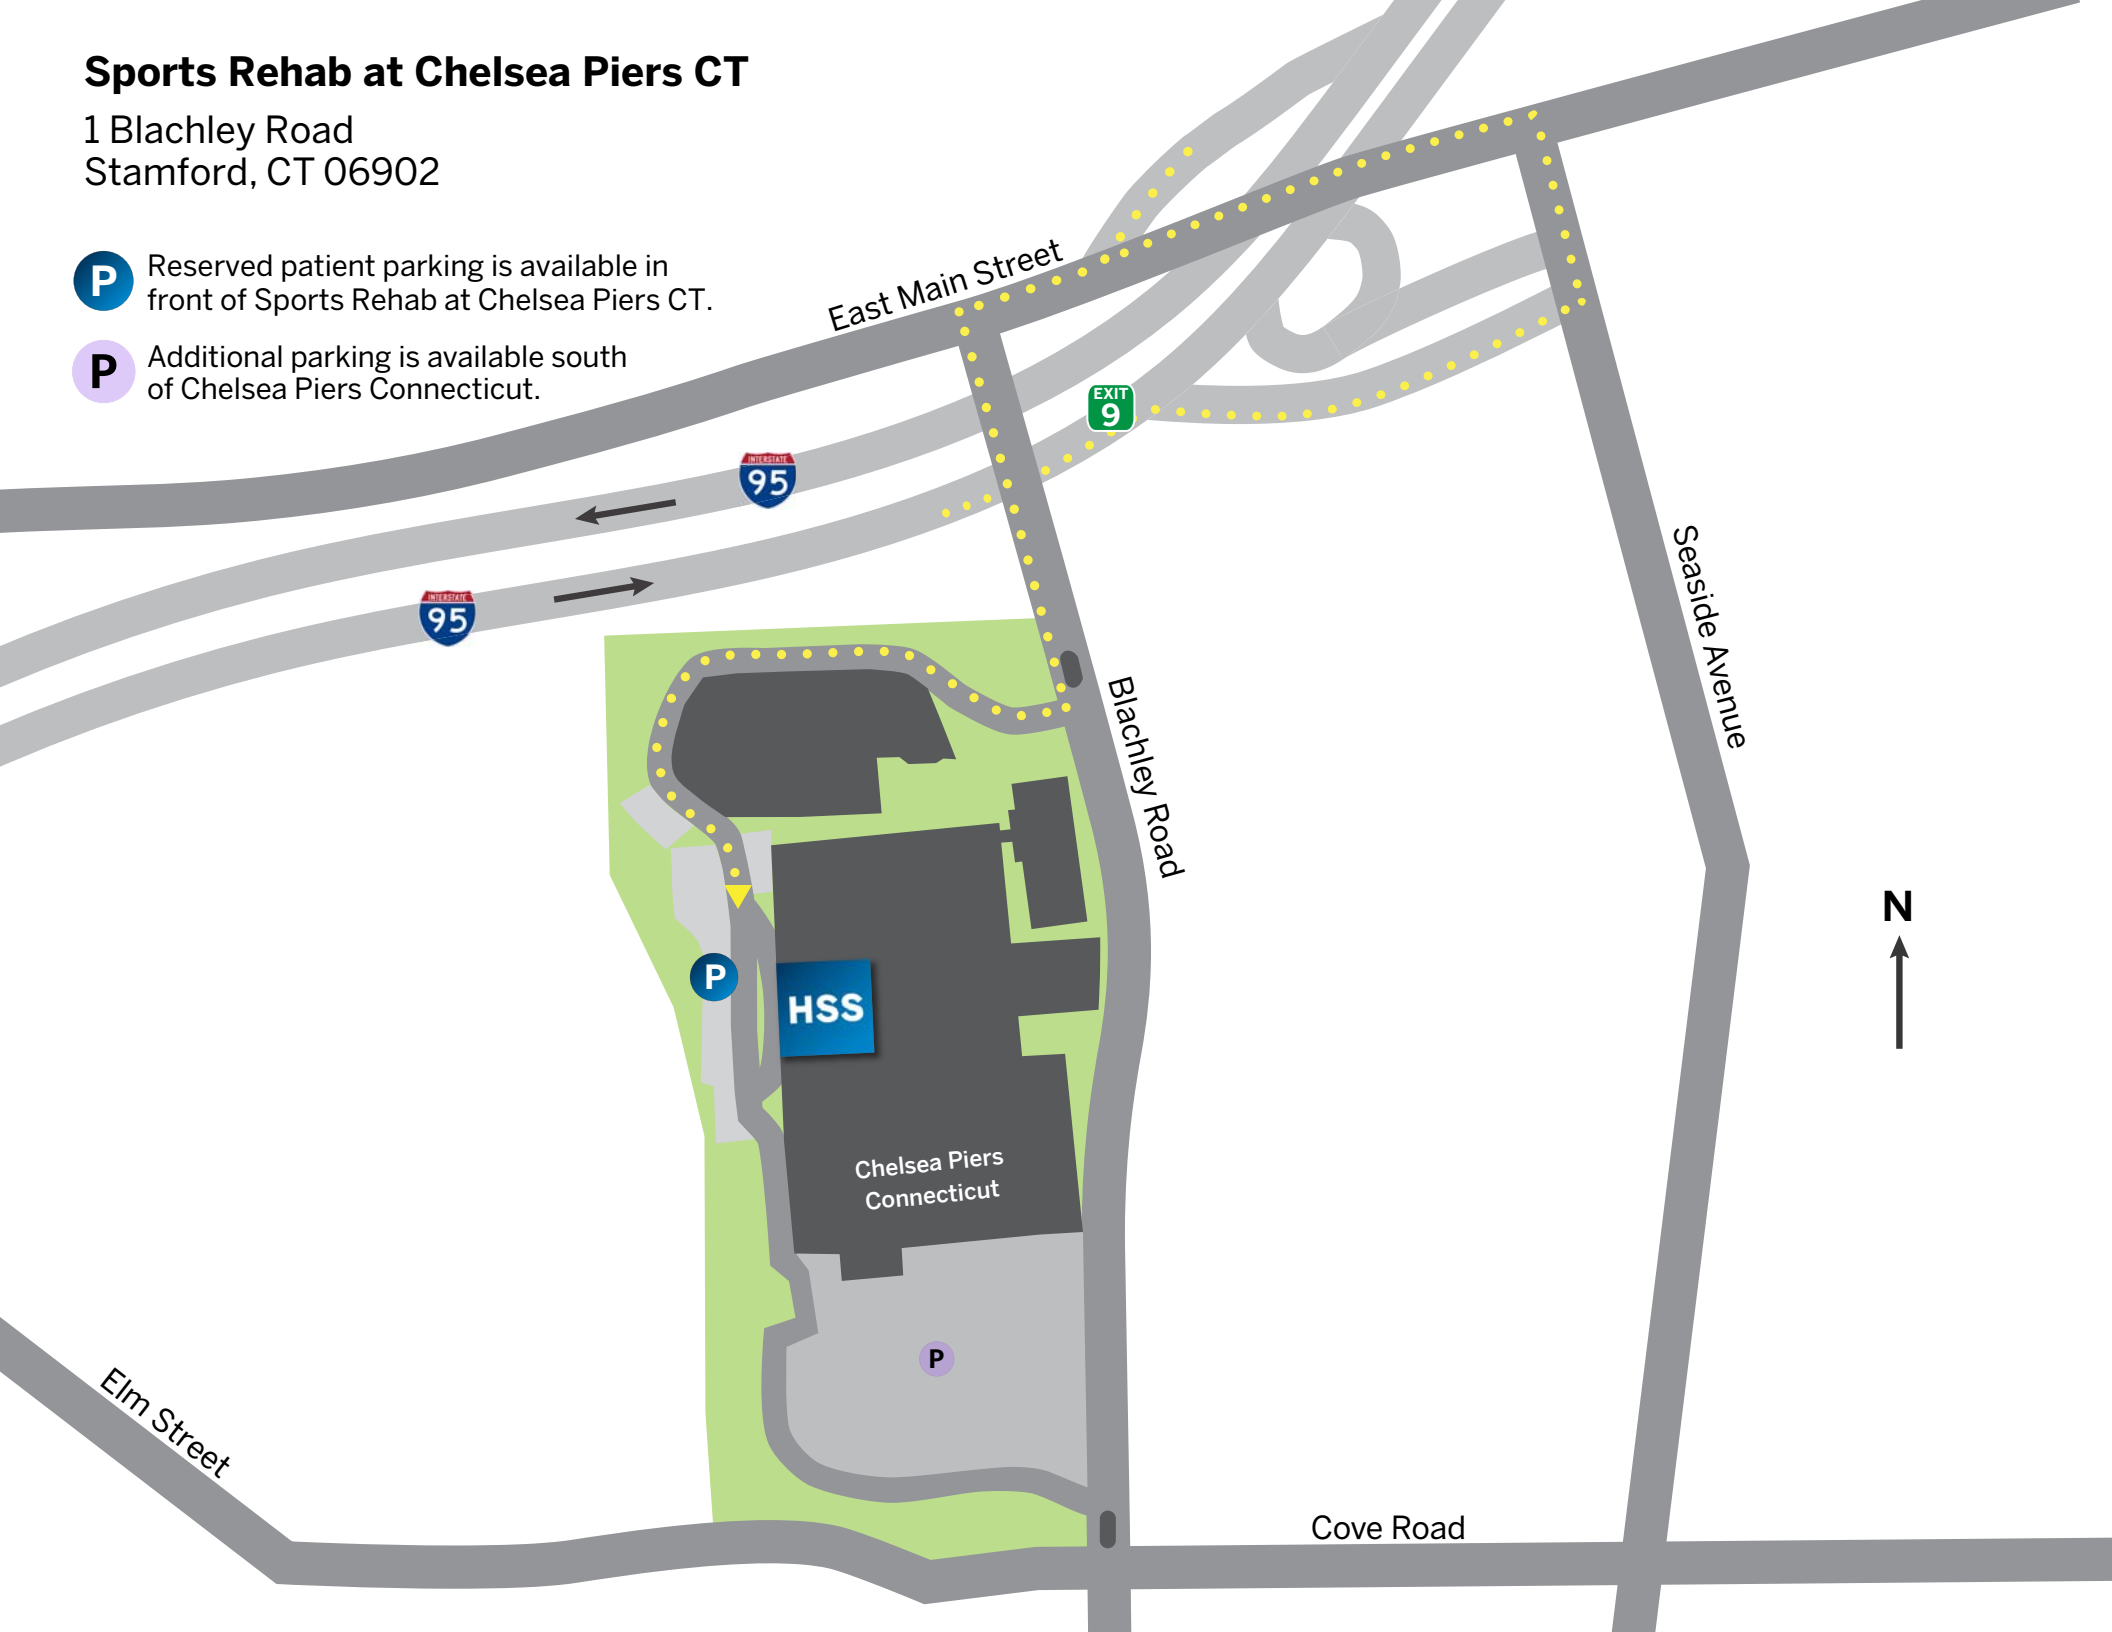 Sports Rehab at Chelsea Piers CT
1 Blachley Road
Stamford, CT 06902
P
Reserved patient parking is available in
front of Sports Rehab at Chelsea Piers CT.
P
Additional parking is available south
of Chelsea Piers Connecticut.
East Main Street
EXIT
9
INTERSTATE
95
INTERSTATE
95
Seaside Avenue
Blachley Road
N
P
HSS
Chelsea Piers
Connecticut
P
Elm Street
Cove Road